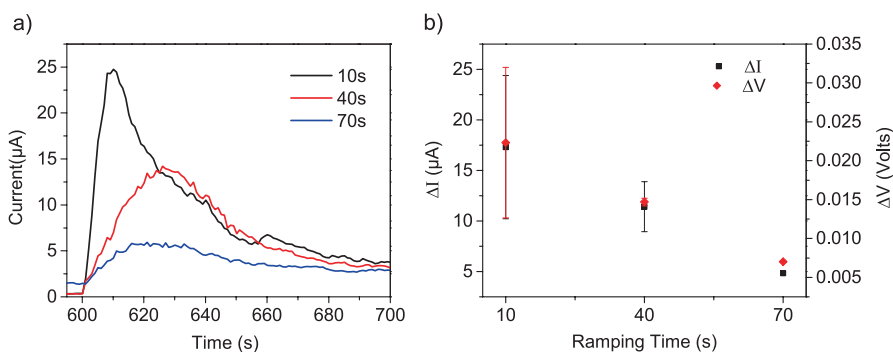 a)
b)
25
20
15
10
5
0
Current(µA)
10s
40s
70s
600 620 640 660 680 700
Time (s)
25
20
15
10
5
ΔI (µA)
ΔI
ΔV
0.035
0.030
0.025
0.020
0.015
0.010
0.005
ΔV (Volts)
10 40 70
Ramping Time (s)